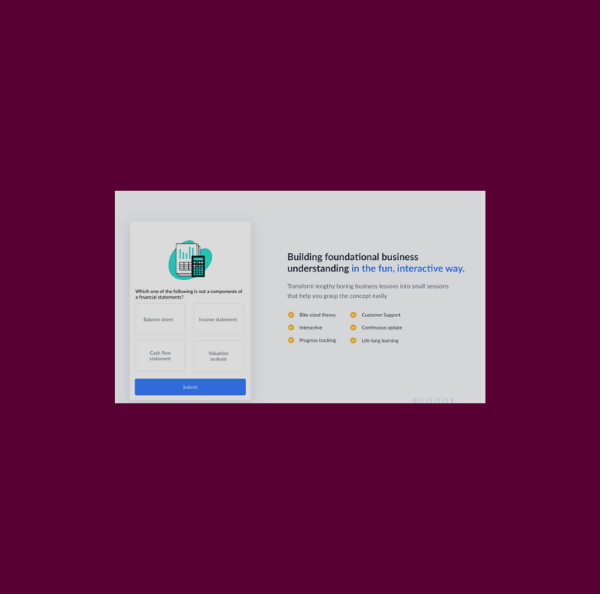 Which one of the following is not a components of
a financial statements?
Balance sheet
Income statement
Cash flow
statement
Valuation
analysis
Submit
Building foundational business
understanding in the fun, interactive way.
Transform lengthy boring business lessons into small sessions
that help you grasp the concept easily
Bite sized theory
Customer Support
Interactive
Continuous update
Progress tracking
Life-long learning